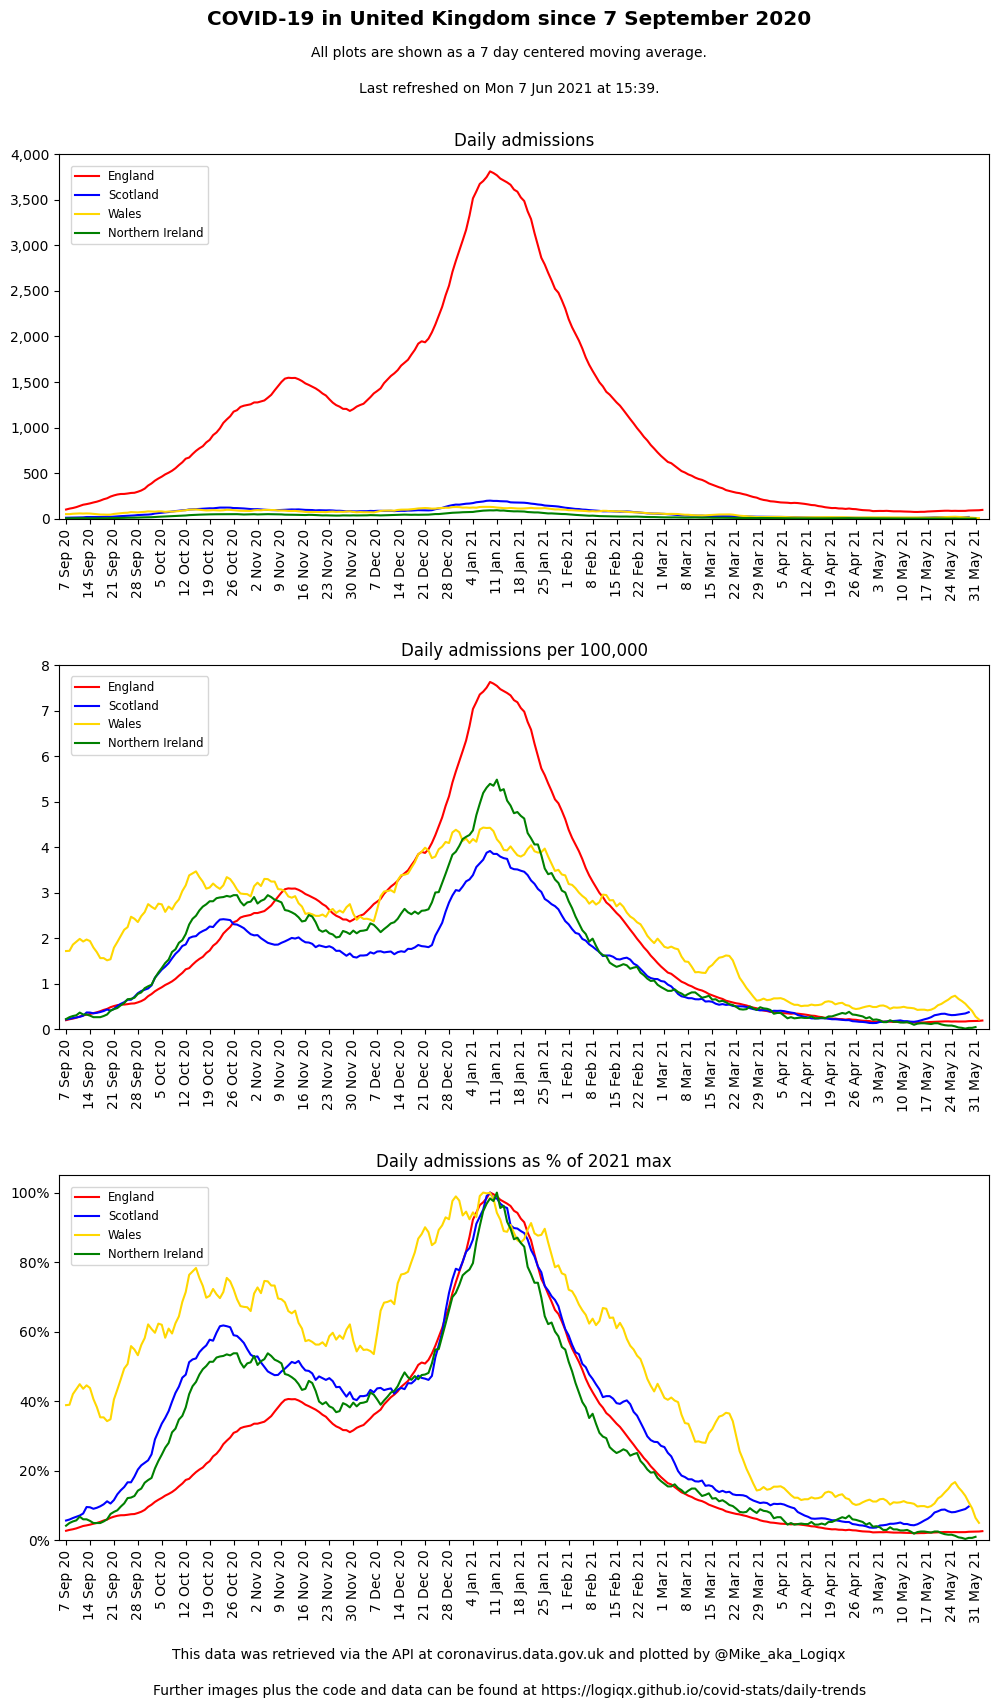 COVID-19 in United Kingdom since 7 September 2020
All plots are shown as a 7 day centered moving average.
Last refreshed on Mon 7 Jun 2021 at 15:39.
Daily admissions
4,000
3,500
3,000
2,500
2,000
1,500
1,000
500
0
England
Scotland
Wales
Northern Ireland
7 Sep 20
14 Sep 20
21 Sep 20
28 Sep 20
5 Oct 20
12 Oct 20
19 Oct 20
26 Oct 20
2 Nov 20
9 Nov 20
16 Nov 20
23 Nov 20
30 Nov 20
7 Dec 20
14 Dec 20
21 Dec 20
28 Dec 20
4 Jan 21
11 Jan 21
18 Jan 21
25 Jan 21
1 Feb 21
8 Feb 21
15 Feb 21
22 Feb 21
1 Mar 21
8 Mar 21
15 Mar 21
22 Mar 21
29 Mar 21
5 Apr 21
12 Apr 21
19 Apr 21
26 Apr 21
3 May 21
10 May 21
17 May 21
24 May 21
31 May 21
Daily admissions per 100,000
8
7
6
5
4
3
2
1
0
England
Scotland
Wales
Northern Ireland
7 Sep 20
14 Sep 20
21 Sep 20
28 Sep 20
5 Oct 20
12 Oct 20
19 Oct 20
26 Oct 20
2 Nov 20
9 Nov 20
16 Nov 20
23 Nov 20
30 Nov 20
7 Dec 20
14 Dec 20
21 Dec 20
28 Dec 20
4 Jan 21
11 Jan 21
18 Jan 21
25 Jan 21
1 Feb 21
8 Feb 21
15 Feb 21
22 Feb 21
1 Mar 21
8 Mar 21
15 Mar 21
22 Mar 21
29 Mar 21
5 Apr 21
12 Apr 21
19 Apr 21
26 Apr 21
3 May 21
10 May 21
17 May 21
24 May 21
31 May 21
Daily admissions as % of 2021 max
100%
80%
60%
40%
20%
0%
England
Scotland
Wales
Northern Ireland
7 Sep 20
14 Sep 20
21 Sep 20
28 Sep 20
5 Oct 20
12 Oct 20
19 Oct 20
26 Oct 20
2 Nov 20
9 Nov 20
16 Nov 20
23 Nov 20
30 Nov 20
7 Dec 20
14 Dec 20
21 Dec 20
28 Dec 20
4 Jan 21
11 Jan 21
18 Jan 21
25 Jan 21
1 Feb 21
8 Feb 21
15 Feb 21
22 Feb 21
1 Mar 21
8 Mar 21
15 Mar 21
22 Mar 21
29 Mar 21
5 Apr 21
12 Apr 21
19 Apr 21
26 Apr 21
3 May 21
10 May 21
17 May 21
24 May 21
31 May 21
This data was retrieved via the API at coronavirus.data.gov.uk and plotted by @Mike_aka_Logiqx
Further images plus the code and data can be found at https://logiqx.github.io/covid-stats/daily-trends